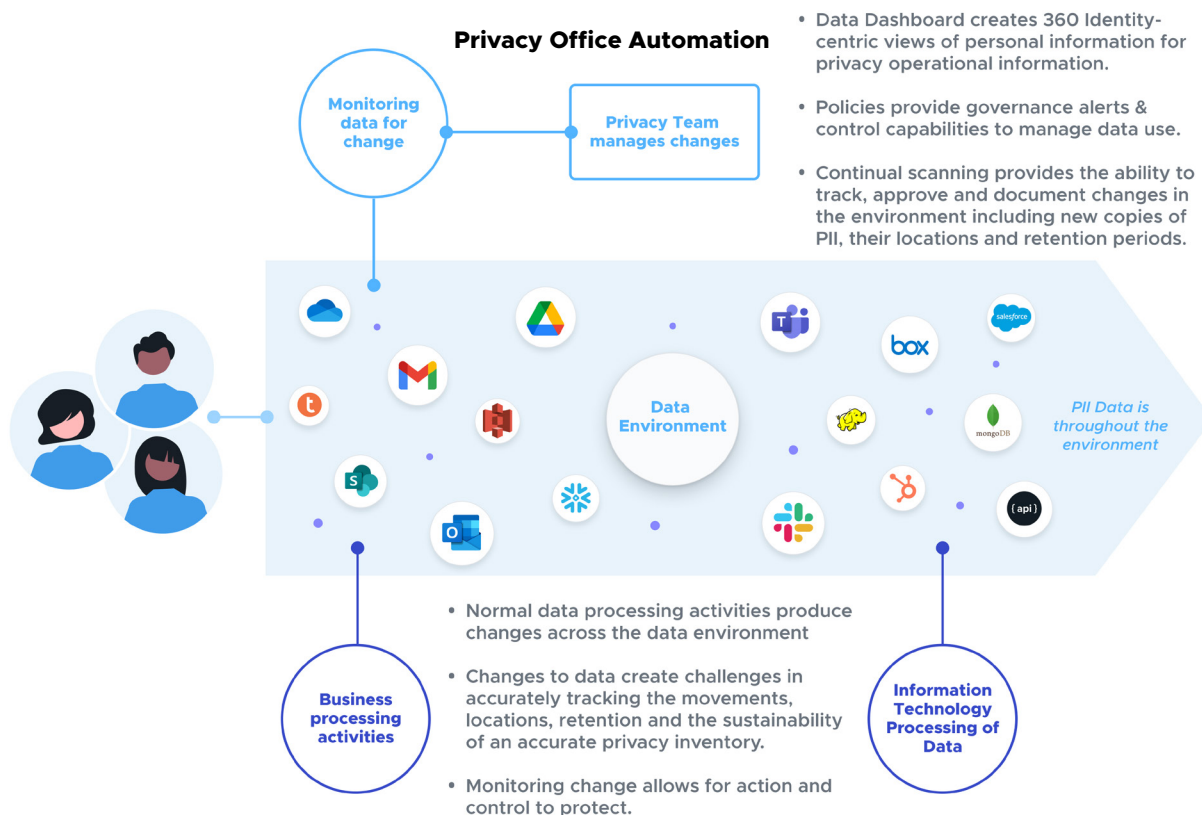 Privacy Office Automation
• Data Dashboard creates 360 Identity-
centric views of personal information for
privacy operational information.
• Policies provide governance alerts &
control capabilities to manage data use.
• Continual scanning provides the ability to
track, approve and document changes in
the environment including new copies of
PII, their locations and retention periods.
Monitoring
data for
change
Privacy Team
manages changes
salesforce
T
box
t
Data
Environment
mongoDB
PII Data is
throughout the
environment
S
O
{api}
• Normal data processing activities produce
changes across the data environment
• Changes to data create challenges in
accurately tracking the movements,
locations, retention and the sustainability
of an accurate privacy inventory.
• Monitoring change allows for action and
control to protect.
Business
processing
activities
Information
Technology
Processing of
Data